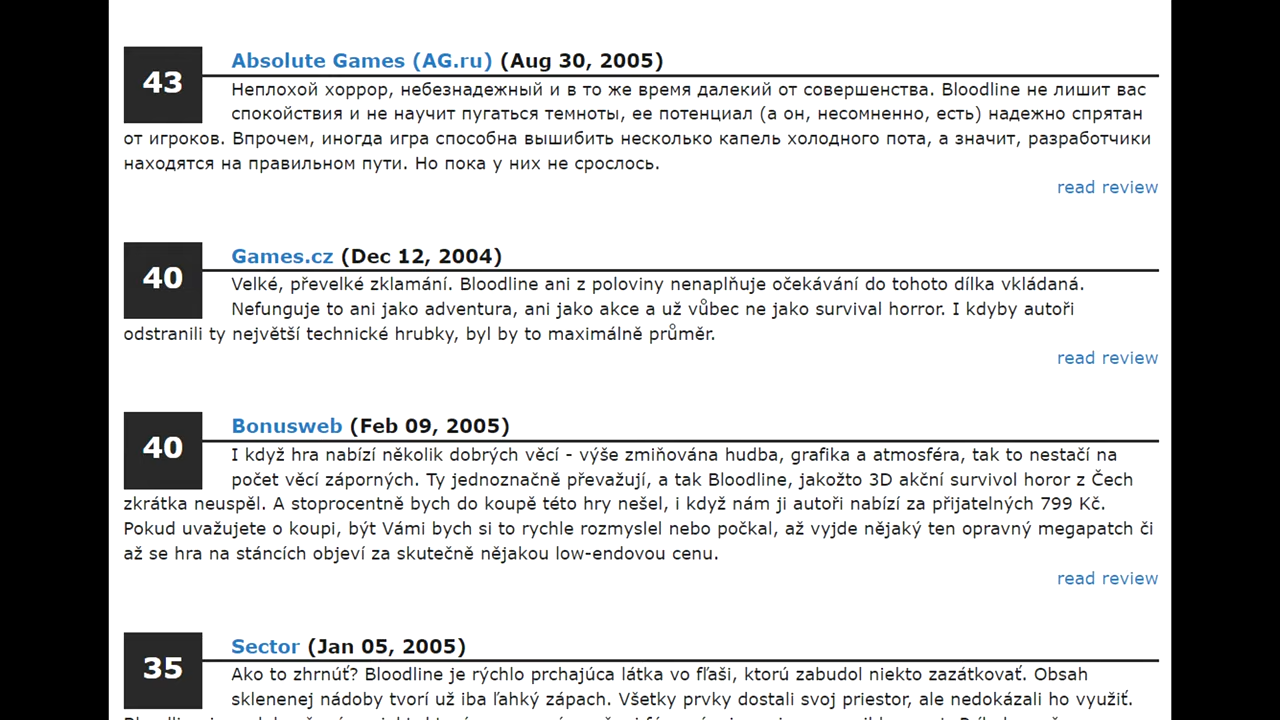 43
Absolute Games (AG.ru) (Aug 30, 2005)
Неплохой хоррор, небезнадежный и в то же время далекий от совершенства. Bloodline не лишит вас
спокойствия и не научит пугаться темноты, ее потенциал (а он, несомненно, есть) надежно спрятан
от игроков. Впрочем, иногда игра способна вышибить несколько капель холодного пота, а значит, разработчики
находятся на правильном пути. Но пока у них не срослось.
read review
40
Games.cz (Dec 12, 2004)
Velké, převelké zklamání. Bloodline ani z poloviny nenaplňuje očekávání do tohoto dílka vkládaná.
Nefunguje to ani jako adventura, ani jako akce a už vůbec ne jako survival horror. I kdyby autoři
odstranili ty největší technické hrubky, byl by to maximálně průměr.
read review
40
Bonusweb (Feb 09, 2005)
I když hra nabízí několik dobrých věcí - výše zmiňována hudba, grafika a atmosféra, tak to nestačí na
počet věcí záporných. Ty jednoznačně převažují, a tak Bloodline, jakožto 3D akční survivol horor z Čech
zkrátka neuspěl. A stoprocentně bych do koupě této hry nešel, i když nám ji autoři nabízí za přijatelných 799 Kč.
Pokud uvažujete o koupi, být Vámi bych si to rychle rozmyslel nebo počkal, až vyjde nějaký ten opravný megapatch či
až se hra na stáncích objeví za skutečně nějakou low-endovou cenu.
read review
35
Sector (Jan 05, 2005)
Ako to zhrnúť? Bloodline je rýchlo prchajúca látka vo fľaši, ktorú zabudol niekto zazátkovať. Obsah
sklenenej nádoby tvorí už iba ľahký zápach. Všetky prvky dostali svoj priestor, ale nedokázali ho využiť.